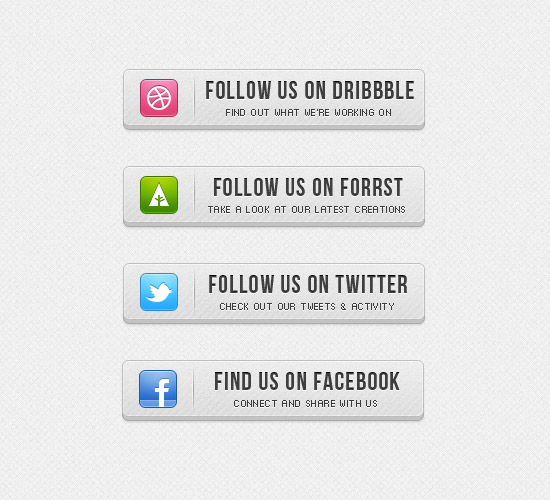 FOLLOW US ON DRIBBBLE
FIND OUT WHAT WE'RE WORKING ON
FOLLOW US ON FORRST
TAKE A LOOK AT OUR LATEST CREATIONS
FOLLOW US ON TWITTER
CHECK OUT OUR TWEETS & ACTIVITY
FIND US ON FACEBOOK
CONNECT AND SHARE WITH US